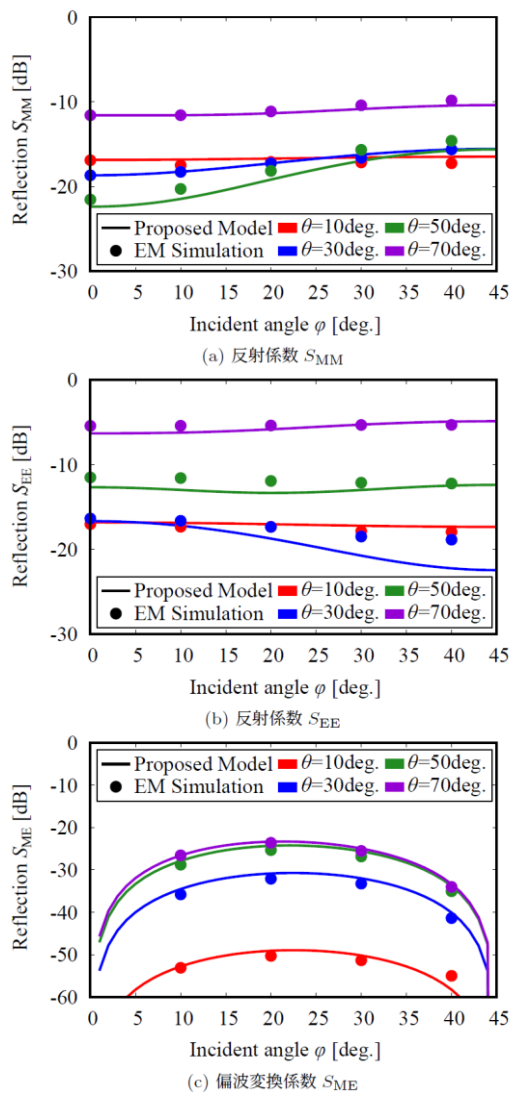 0
-10
-20
-30
Reflection S_MM [dB]
Proposed Model θ=10deg. θ=50deg.
EM Simulation θ=30deg. θ=70deg.
0 5 10 15 20 25 30 35 40 45
Incident angle φ [deg.]
(a) 反射係数 S_MM
0
-10
-20
-30
Reflection S_EE [dB]
Proposed Model θ=10deg. θ=50deg.
EM Simulation θ=30deg. θ=70deg.
0 5 10 15 20 25 30 35 40 45
Incident angle φ [deg.]
(b) 反射係数 S_EE
0
-10
-20
-30
-40
-50
-60
Reflection S_ME [dB]
Proposed Model θ=10deg. θ=50deg.
EM Simulation θ=30deg. θ=70deg.
0 5 10 15 20 25 30 35 40 45
Incident angle φ [deg.]
(c) 偏波変換係数 S_ME